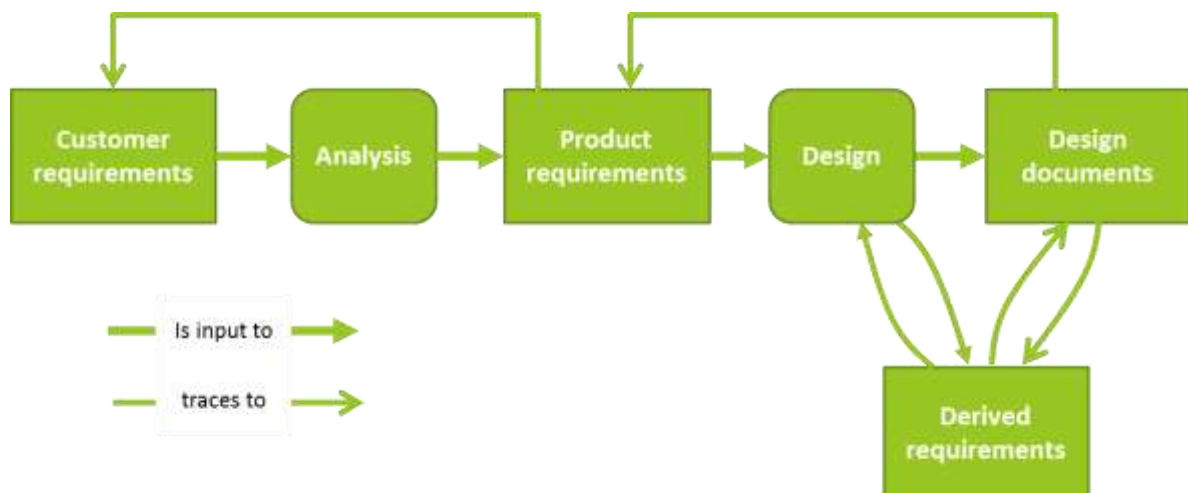 Customer
requirements
Analysis
Product
requirements
Design
Design
documents
Is input to
traces to
Derived
requirements